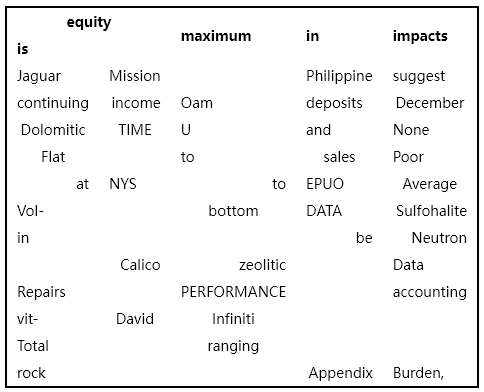 equity maximum in impacts
is
Jaguar Mission Philippine suggest
continuing income Oam deposits December
Dolomitic TIME U and None
Flat to sales Poor
at NYS to EPUO Average
Vol- bottom DATA Sulfohalite
in be Neutron
Calico zeolitic Data
Repairs PERFORMANCE accounting
vit- David Infiniti
Total ranging
rock Appendix Burden,